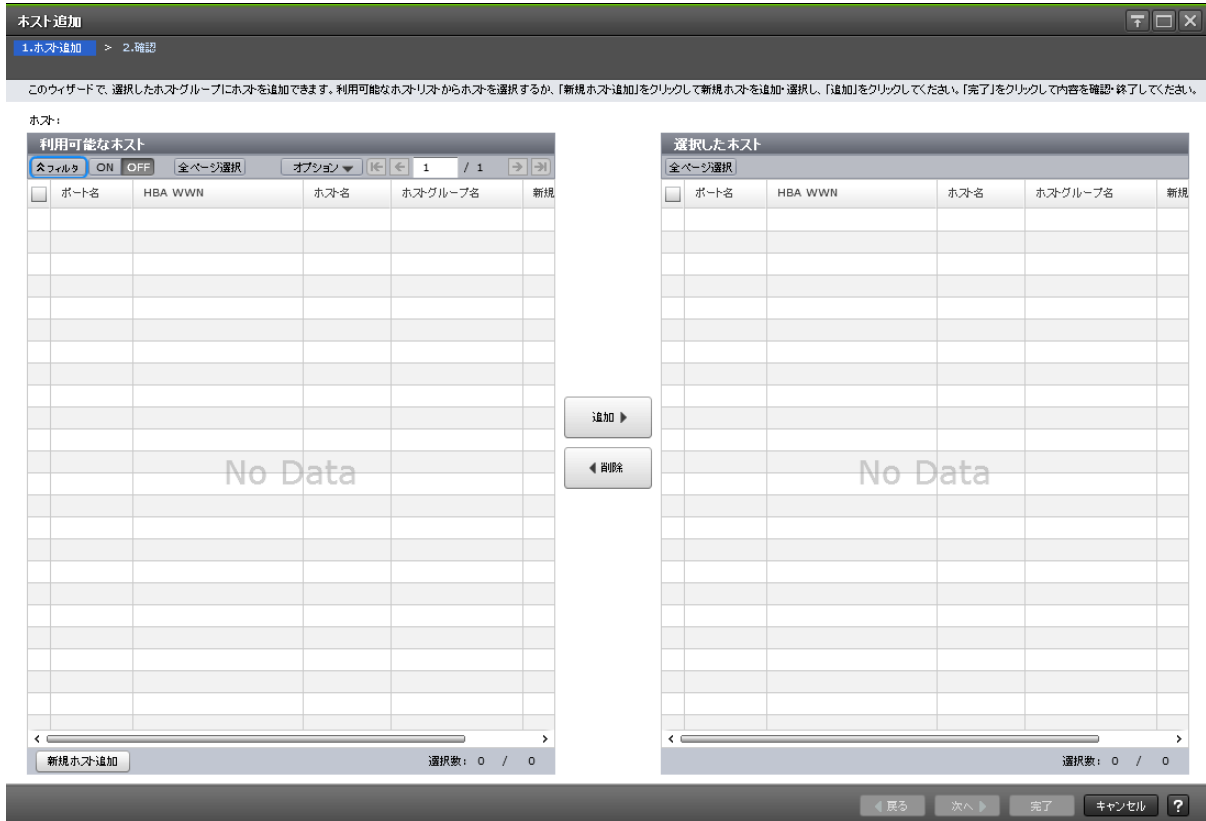 ホスト追加
1.ホスト追加 > 2.確認
このウィザードで、選択したホストグループにホストを追加できます。利用可能なホストリストからホストを選択するか、「新規ホスト追加」をクリックして新規ホストを追加・選択し、「追加」をクリックしてください。「完了」をクリックして内容を確認・終了してください。
ホスト:
利用可能なホスト
フィルタ ON OFF 全ページ選択 オプション 1 / 1
ポート名 HBA WWN ホスト名 ホストグループ名 新規
No Data
新規ホスト追加 選択数: 0 / 0
追加
削除
選択したホスト
全ページ選択
ポート名 HBA WWN ホスト名 ホストグループ名 新規
No Data
選択数: 0 / 0
戻る 次へ 完了 キャンセル ?